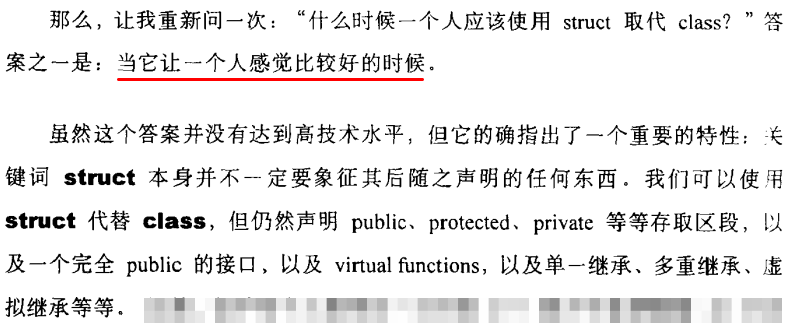 那么，让我重新问一次：“什么时候一个人应该使用 struct 取代 class？”答
案之一是：当它让一个人感觉比较好的时候。
虽然这个答案并没有达到高技术水平，但它的确指出了一个重要的特性：关
键词 struct 本身并不一定要象征其后随之声明的任何东西。我们可以使用
struct 代替 class，但仍然声明 public、protected、private 等等存取区段，以
及一个完全 public 的接口，以及 virtual functions，以及单一继承、多重继承、虚
拟继承等等。